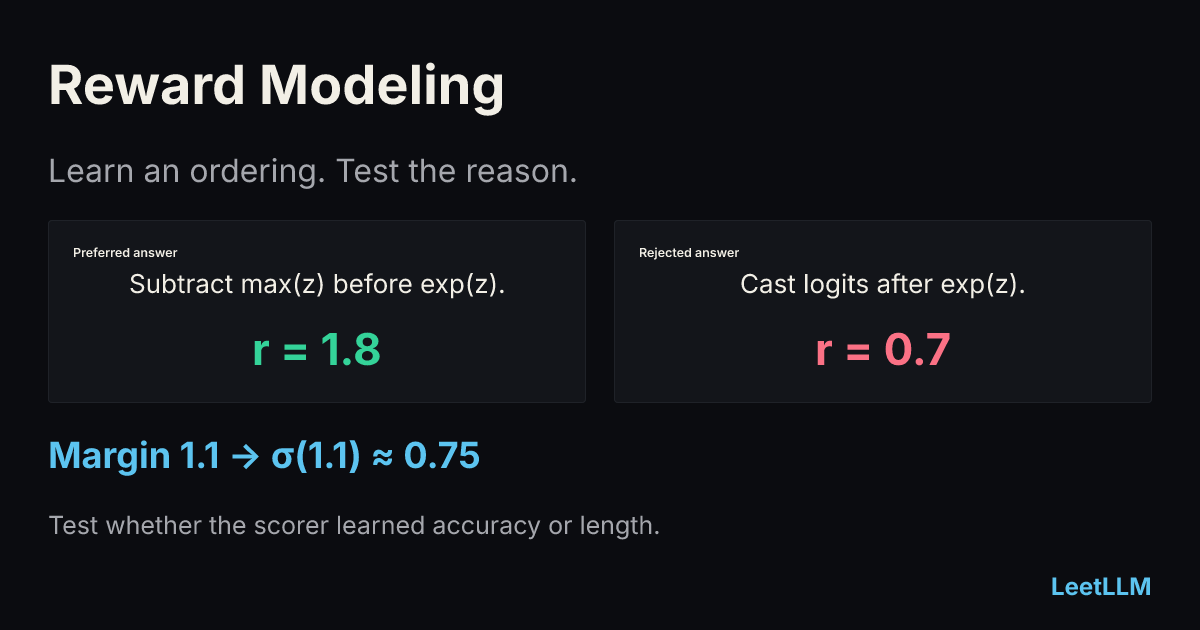 Reward Modeling
Learn an ordering. Test the reason.
Preferred answer
Subtract max(z) before exp(z).
r = 1.8
Rejected answer
Cast logits after exp(z).
r = 0.7
Margin 1.1 → σ(1.1) ≈ 0.75
Test whether the scorer learned accuracy or length.
LeetLLM